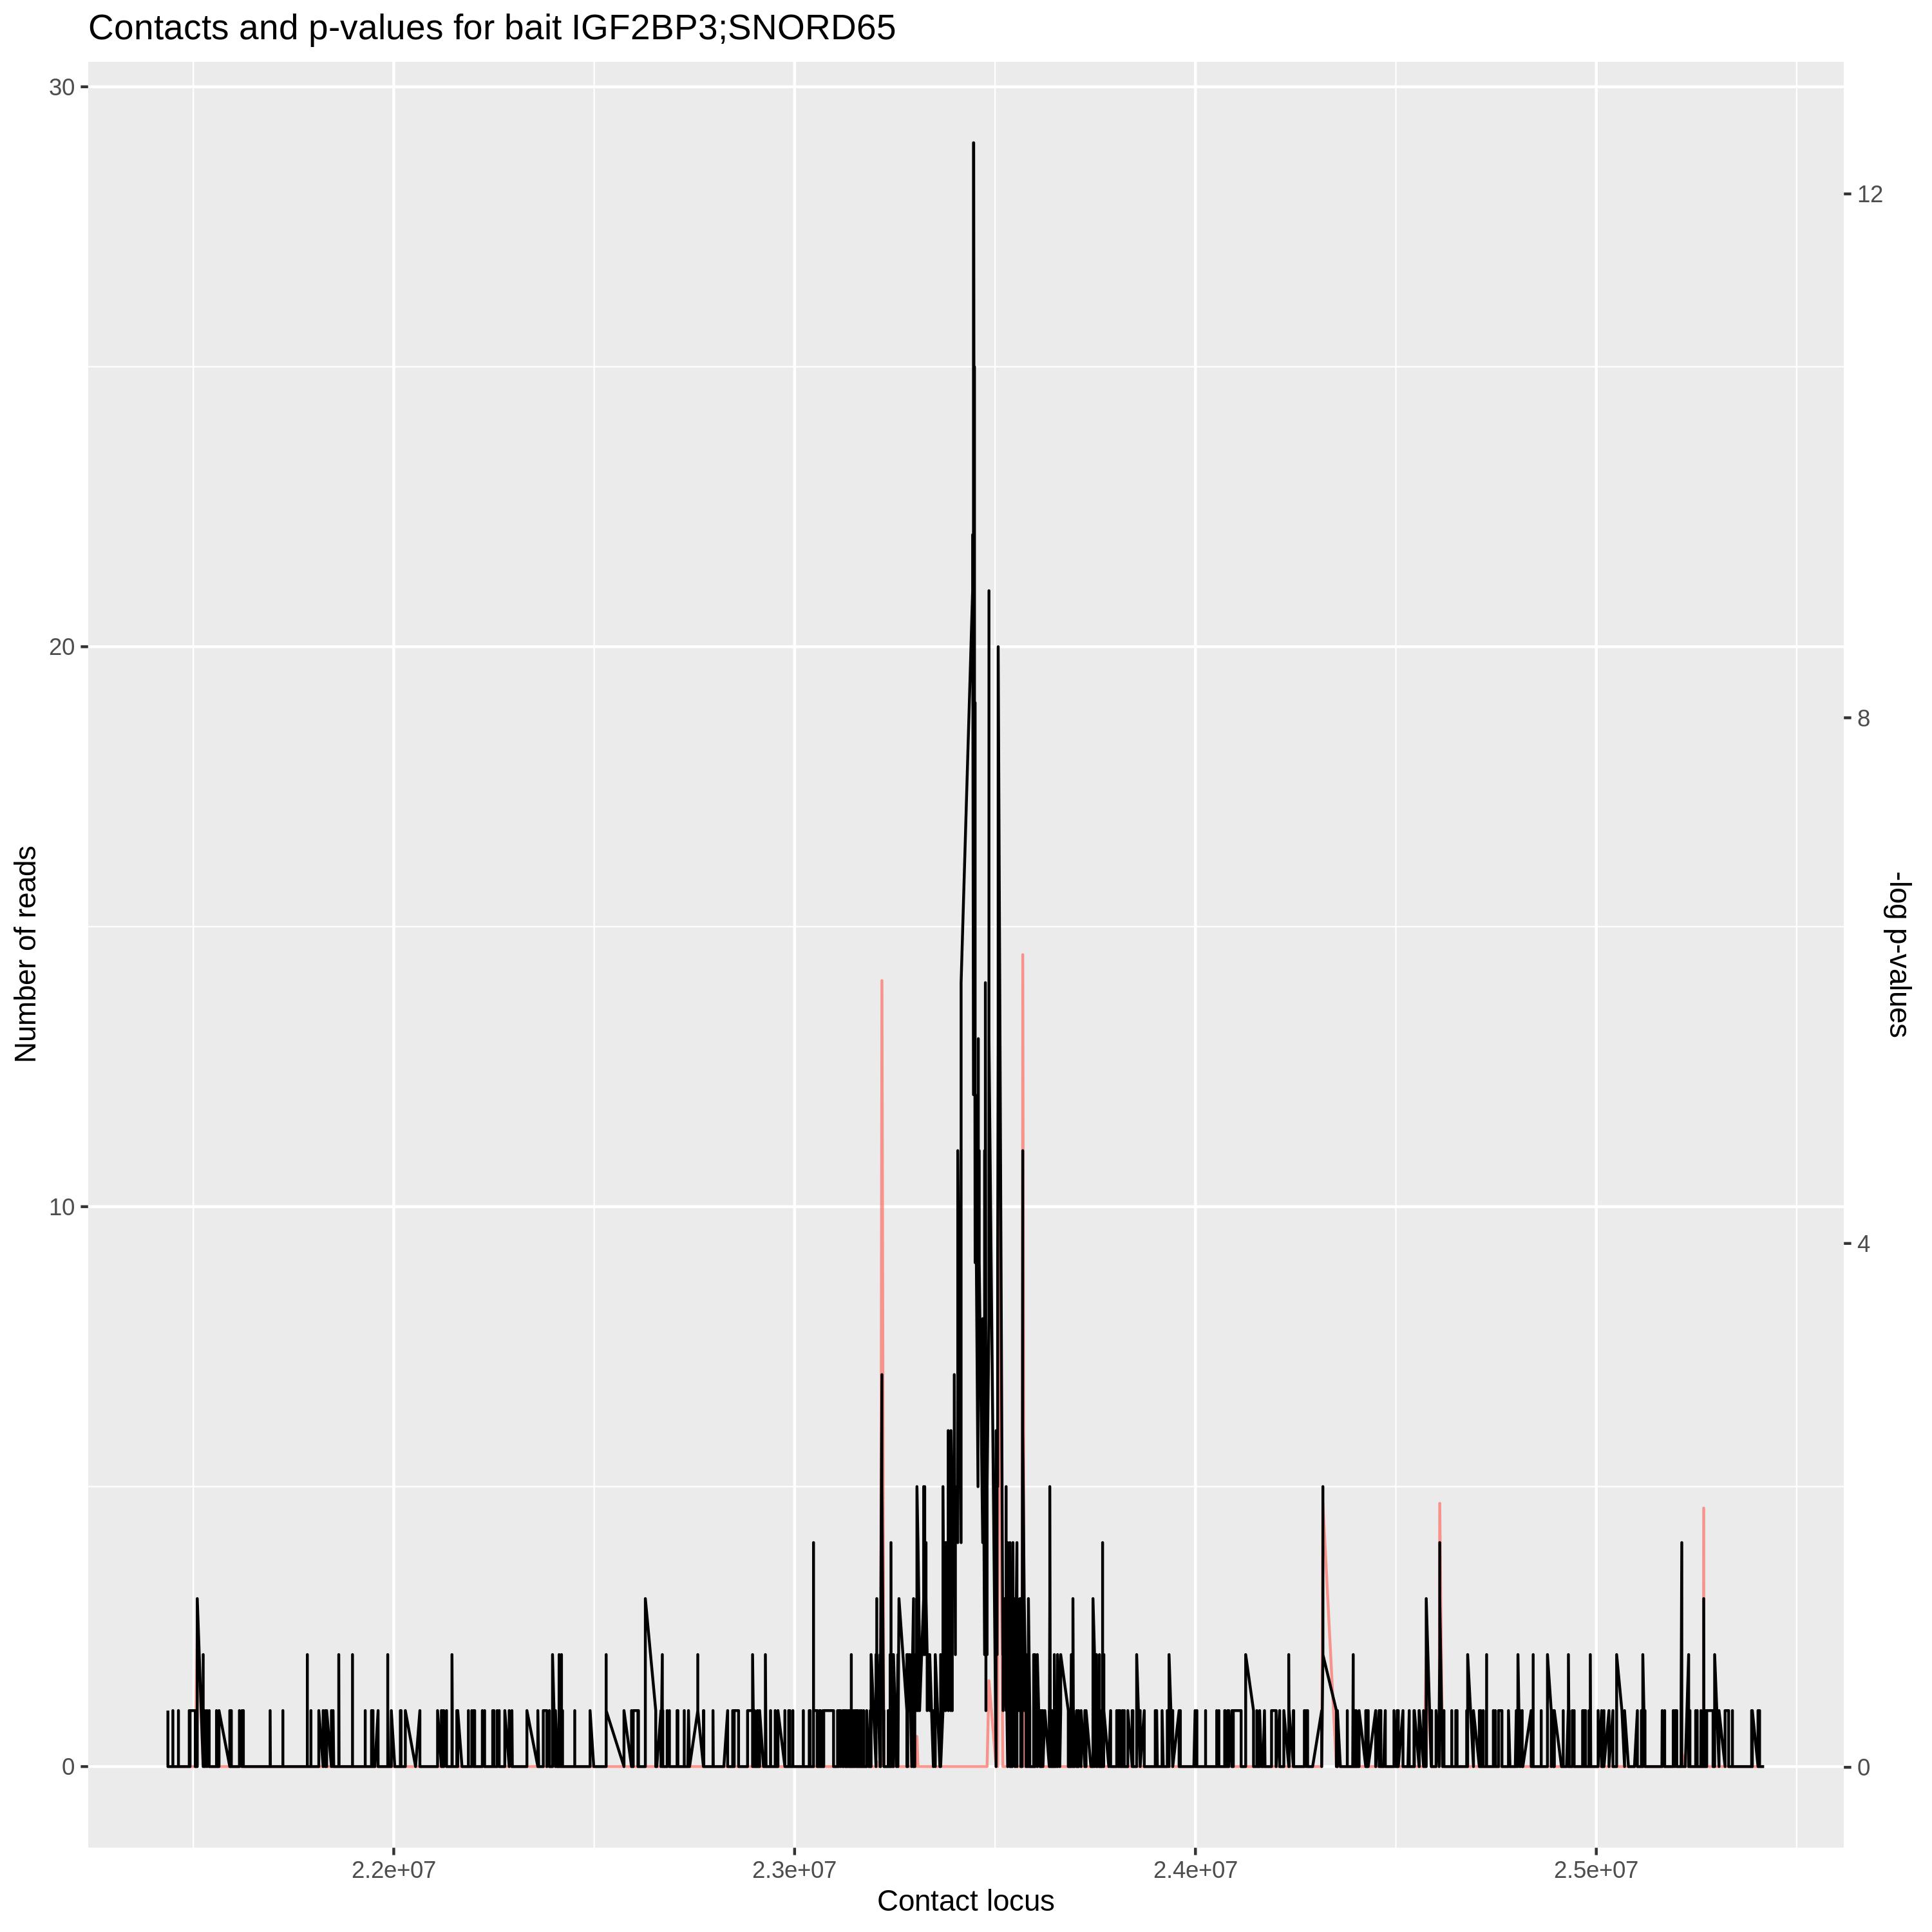 Contacts and p-values for bait IGF2BP3;SNORD65
30
20
10
0
Number of reads
12
8
4
0
-log p-values
2.2e+07
2.3e+07
2.4e+07
2.5e+07
Contact locus